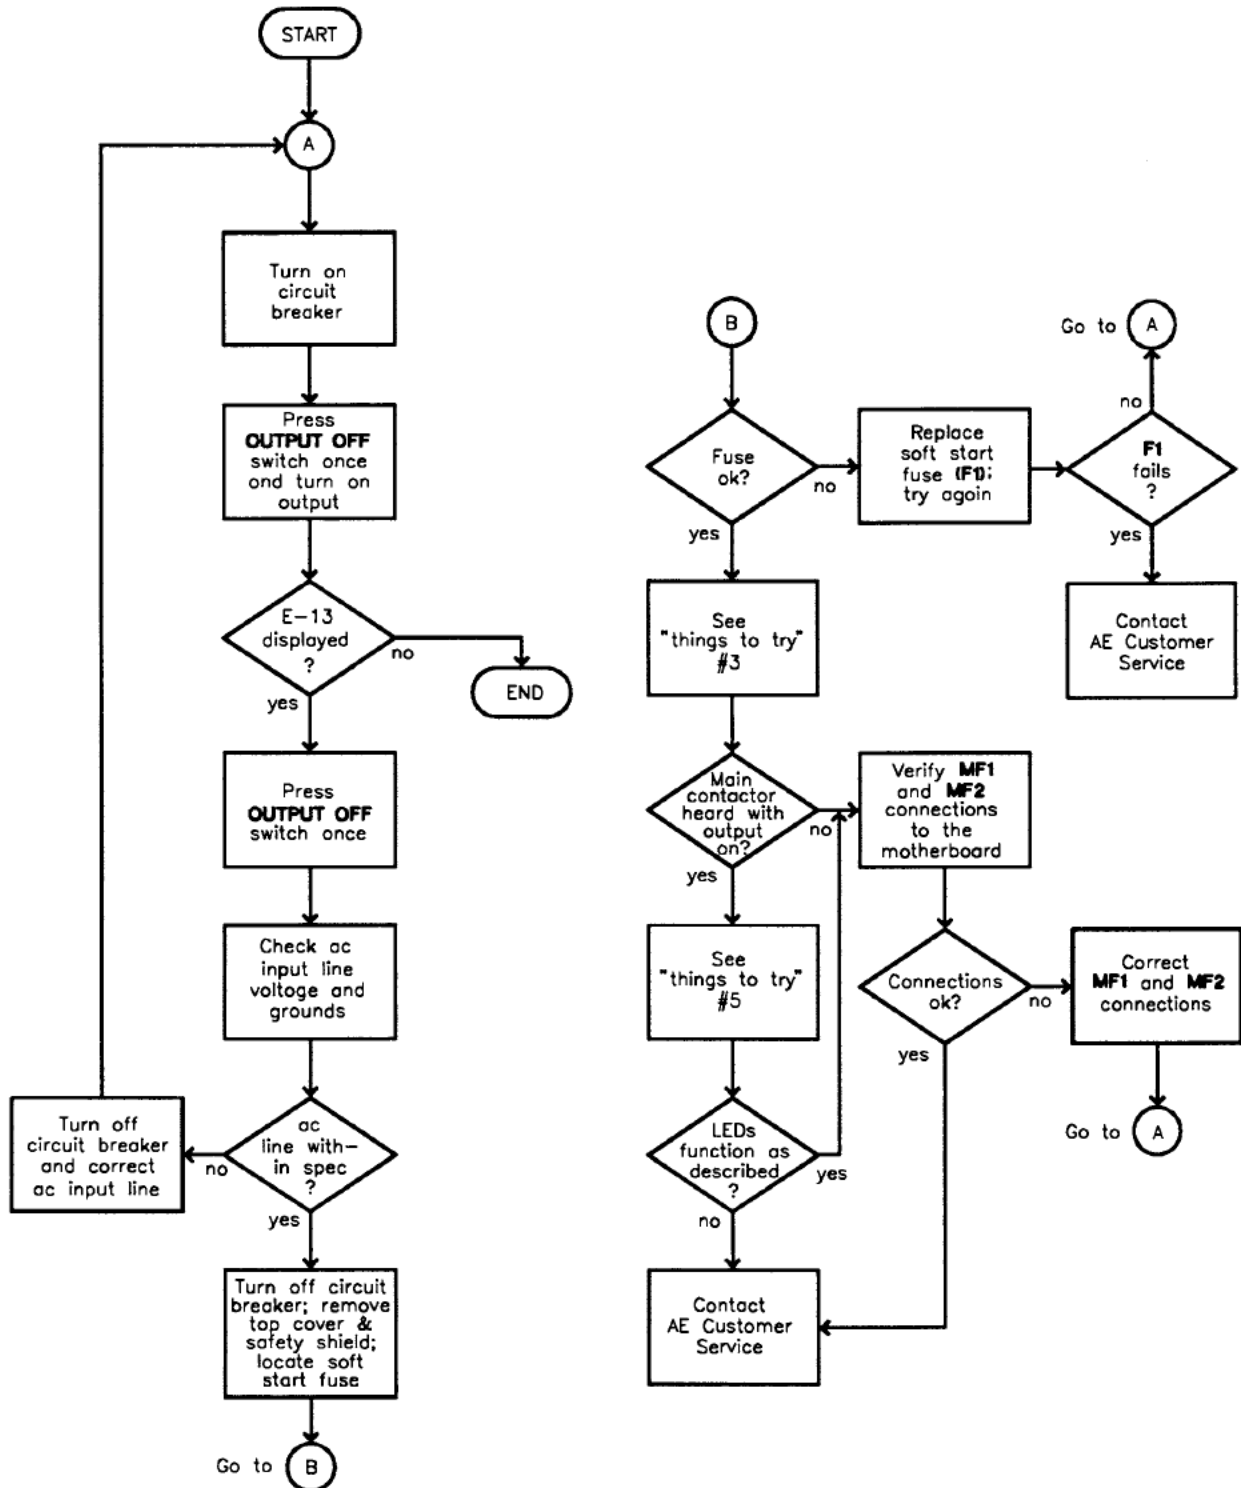 START
A
Turn on
circuit
breaker
Press
OUTPUT OFF
switch once
ond turn on
output
E-13
displayed
?
no
END
yes
Press
OUTPUT OFF
switch once
Check ac
input line
voltage and
grounds
ac
line with-
in spec
?
no
Turn off
circuit breaker
and correct
ac input line
yes
Turn off circuit
breaker; remove
top cover &
safety shield;
locate soft
start fuse
Go to B
B
Fuse
ok?
no
Replace
soft start
fuse (F1);
try again
F1
fails
?
no
Go to A
yes
Contact
AE Customer
Service
yes
See
"things to try"
#3
Main
contactor
heard with
output
on?
no
Verify MF1
and MF2
connections
to the
motherboard
yes
See
"things to try"
#5
Connections
ok?
no
Correct
MF1 and MF2
connections
Go to A
yes
LEDs
function as
described
?
yes
no
Contact
AE Customer
Service